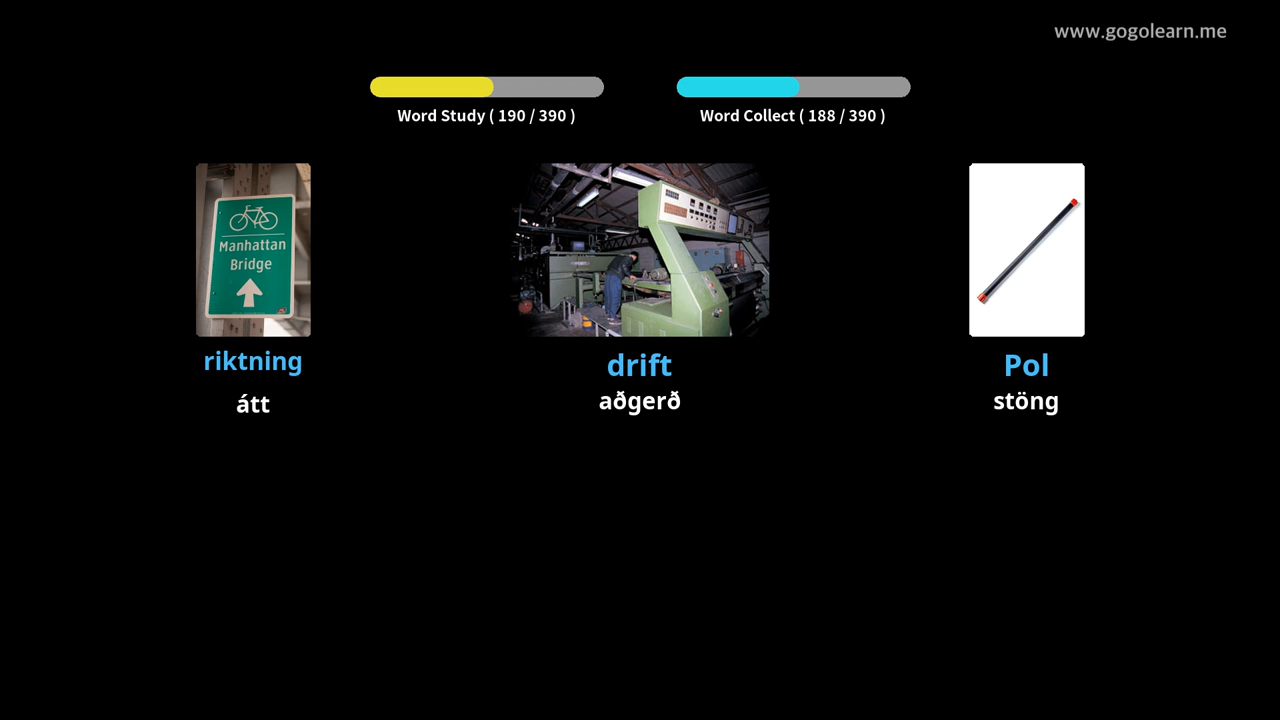 www.gogolearn.me
Word Study ( 190 / 390 )
Word Collect ( 188 / 390 )
Manhattan
Bridge
riktning
drift
Pol
átt
aðgerð
stöng